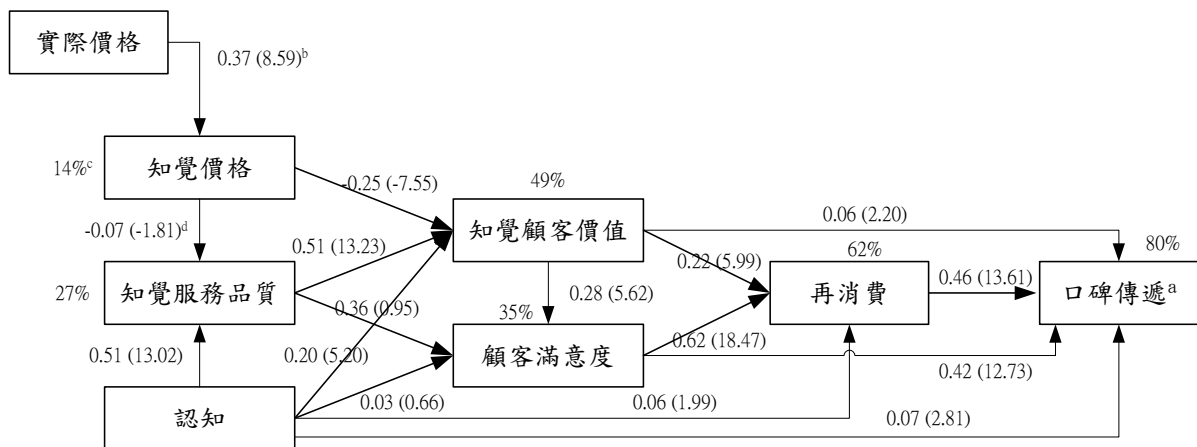 實際價格
0.37 (8.59)ᵇ
14%ᶜ
知覺價格
-0.25 (-7.55)
49%
-0.07 (-1.81)ᵈ
0.51 (13.23)
知覺顧客價值
0.06 (2.20)
80%
0.22 (5.99)
62%
27%
知覺服務品質
0.36 (0.95)
0.28 (5.62)
再消費
0.46 (13.61)
口碑傳遞ᵃ
35%
0.51 (13.02)
0.20 (5.20)
顧客滿意度
0.62 (18.47)
0.42 (12.73)
認知
0.03 (0.66)
0.06 (1.99)
0.07 (2.81)